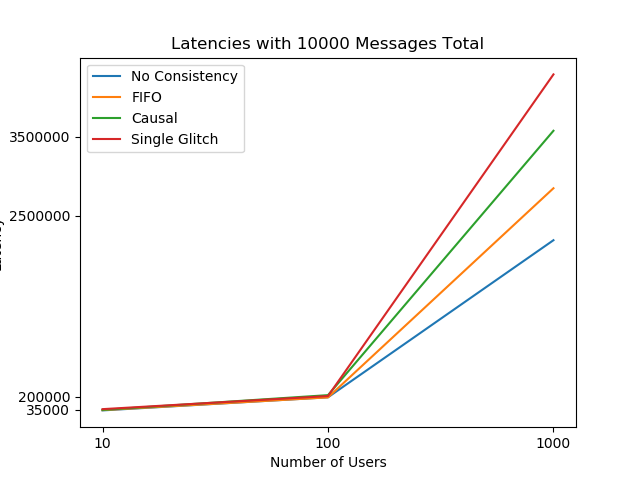 Latencies with 10000 Messages Total
No Consistency
FIFO
Causal
Single Glitch
3500000
2500000
200000
35000
10
100
1000
Number of Users